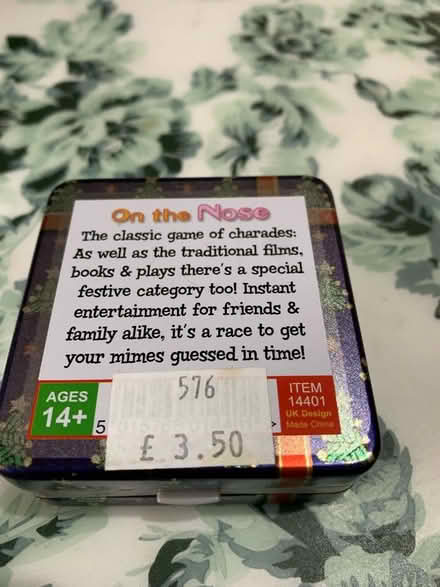 On the Nose
The classic game of charades:
As well as the traditional films,
books & plays there's a special
festive category too! Instant
entertainment for friends &
family alike, it's a race to get
your mimes guessed in time!
AGES
14+
5
576
£ 3.50
>
ITEM
14401
UK Design
Made China